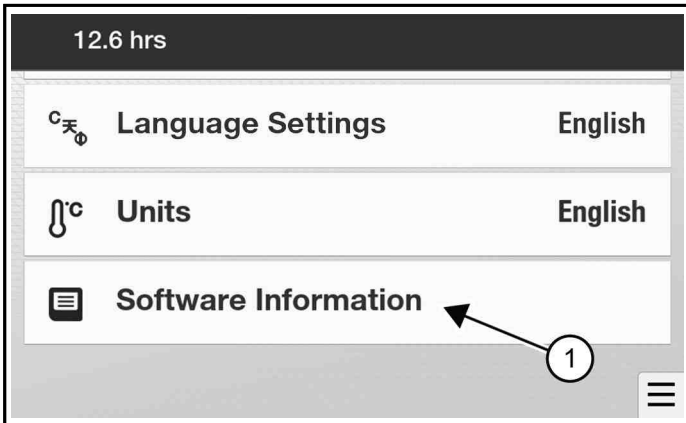 12.6 hrs
Language Settings English
°C Units English
Software Information
1